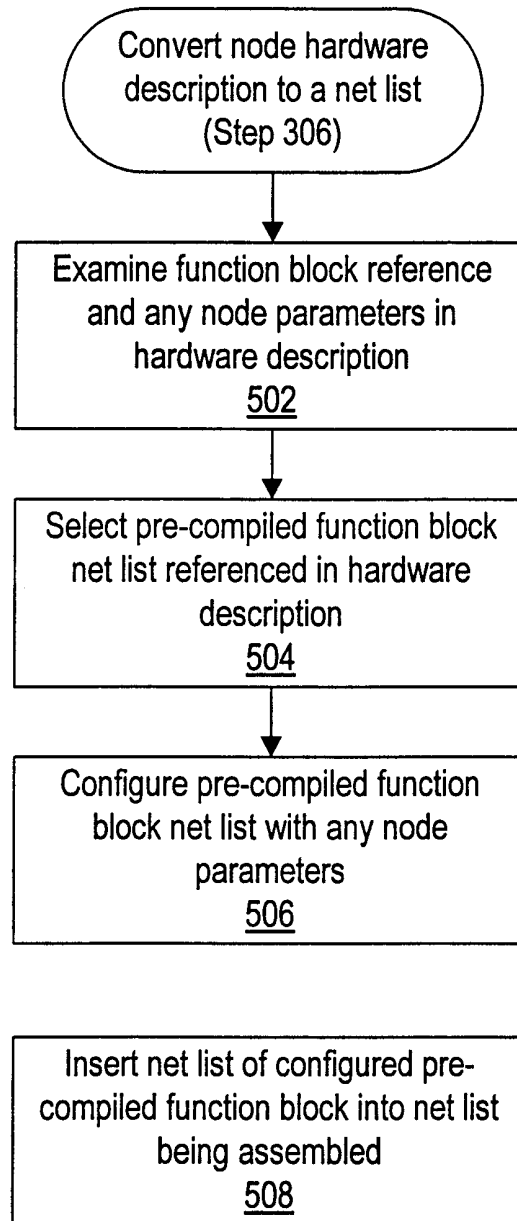 Convert node hardware
description to a net list
(Step 306)
Examine function block reference
and any node parameters in
hardware description
502
Select pre-compiled function block
net list referenced in hardware
description
504
Configure pre-compiled function
block net list with any node
parameters
506
Insert net list of configured pre-
compiled function block into net list
being assembled
508